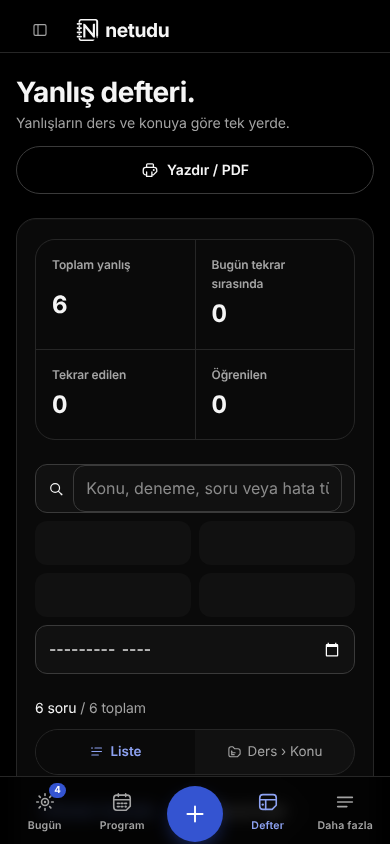 netudu
Yanlış defteri.
Yanlışların ders ve konuya göre tek yerde.
Yazdır / PDF
Toplam yanlış
6
Bugün tekrar
sırasında
0
Tekrar edilen
0
Öğrenilen
0
Konu, deneme, soru veya hata tü
--------- ----
6 soru / 6 toplam
Liste
Ders › Konu
4
Bugün
Program
Defter
Daha fazla